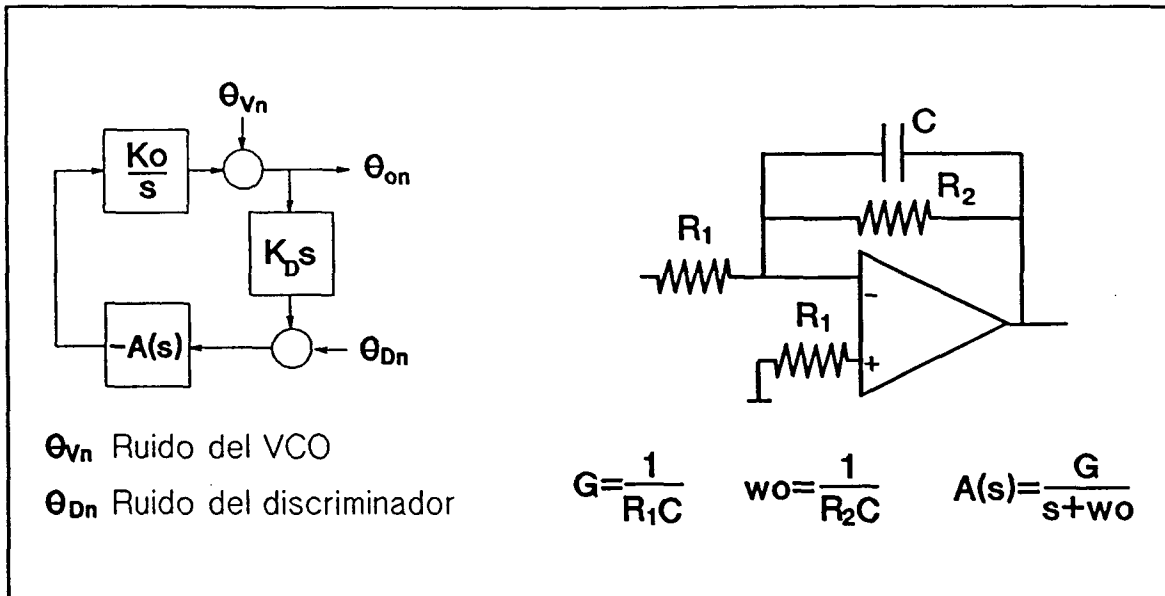 θVn
Ko
s
θon
KDs
-A(s)
θDn
θVn Ruido del VCO
θDn Ruido del discriminador
C
R2
R1
-
R1
+
G=1/R1C   wo=1/R2C   A(s)=G/s+wo